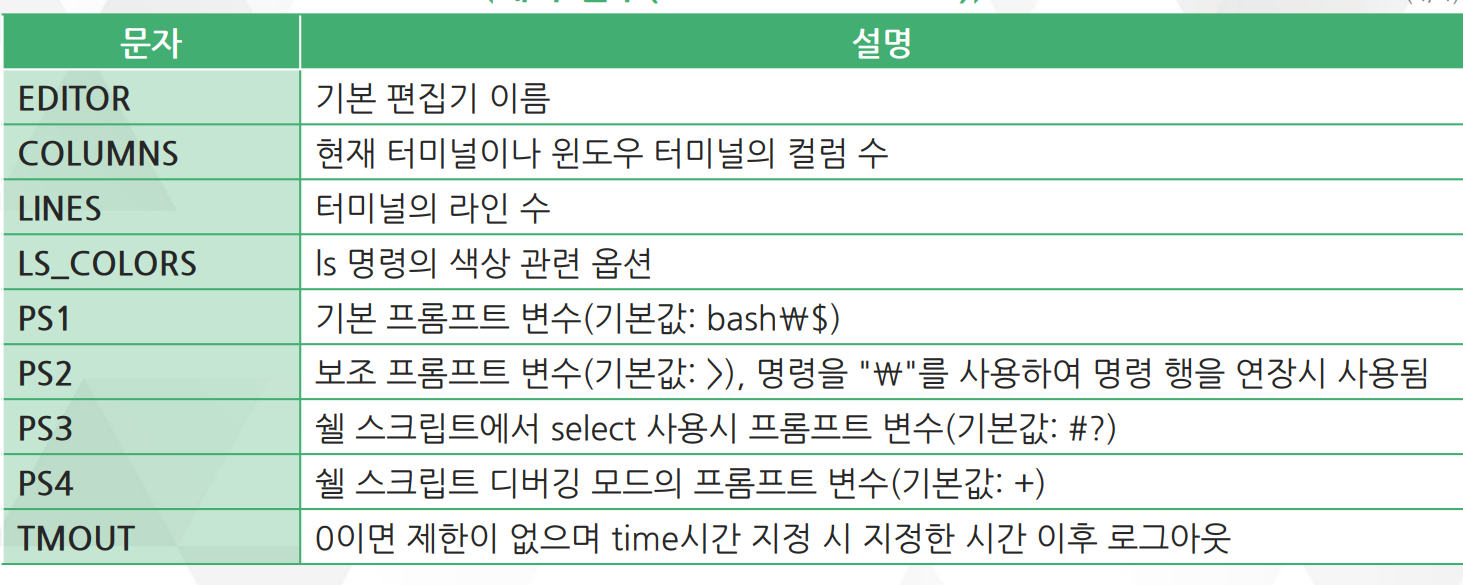 문자 설명
EDITOR 기본 편집기 이름
COLUMNS 현재 터미널이나 윈도우 터미널의 컬럼 수
LINES 터미널의 라인 수
LS_COLORS ls 명령의 색상 관련 옵션
PS1 기본 프롬프트 변수(기본값: bash₩$)
PS2 보조 프롬프트 변수(기본값: >), 명령을 "₩"를 사용하여 명령 행을 연장시 사용됨
PS3 쉘 스크립트에서 select 사용시 프롬프트 변수(기본값: #?)
PS4 쉘 스크립트 디버깅 모드의 프롬프트 변수(기본값: +)
TMOUT 0이면 제한이 없으며 time시간 지정 시 지정한 시간 이후 로그아웃